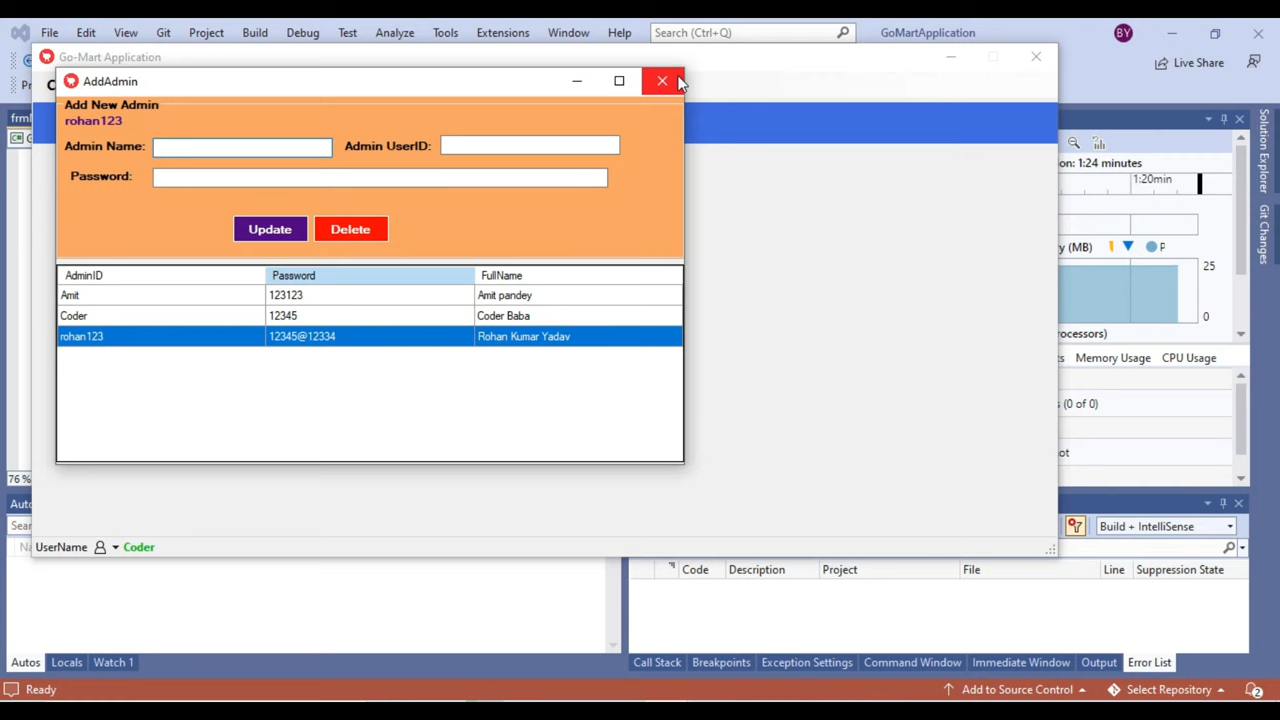 File Edit View Git Project Build Debug Test Analyze Tools Extensions Window Help Search (Ctrl+Q) GoMartApplication BY
Go-Mart Application
Live Share
AddAdmin
Add New Admin
rohan123
Admin Name: Admin UserID:
Password:
Update Delete
AdminID Password FullName
Amit 123123 Amit pandey
Coder 12345 Coder Baba
rohan123 12345@12334 Rohan Kumar Yadav
on: 1:24 minutes
1:20min
y (MB) P
25
0
ocessors)
ts Memory Usage CPU Usage
s (0 of 0)
ot
Solution Explorer
Git Changes
76 %
UserName Coder
Build + IntelliSense
Code Description Project File Line Suppression State
Autos Locals Watch 1
Call Stack Breakpoints Exception Settings Command Window Immediate Window Output Error List
Ready Add to Source Control Select Repository 2